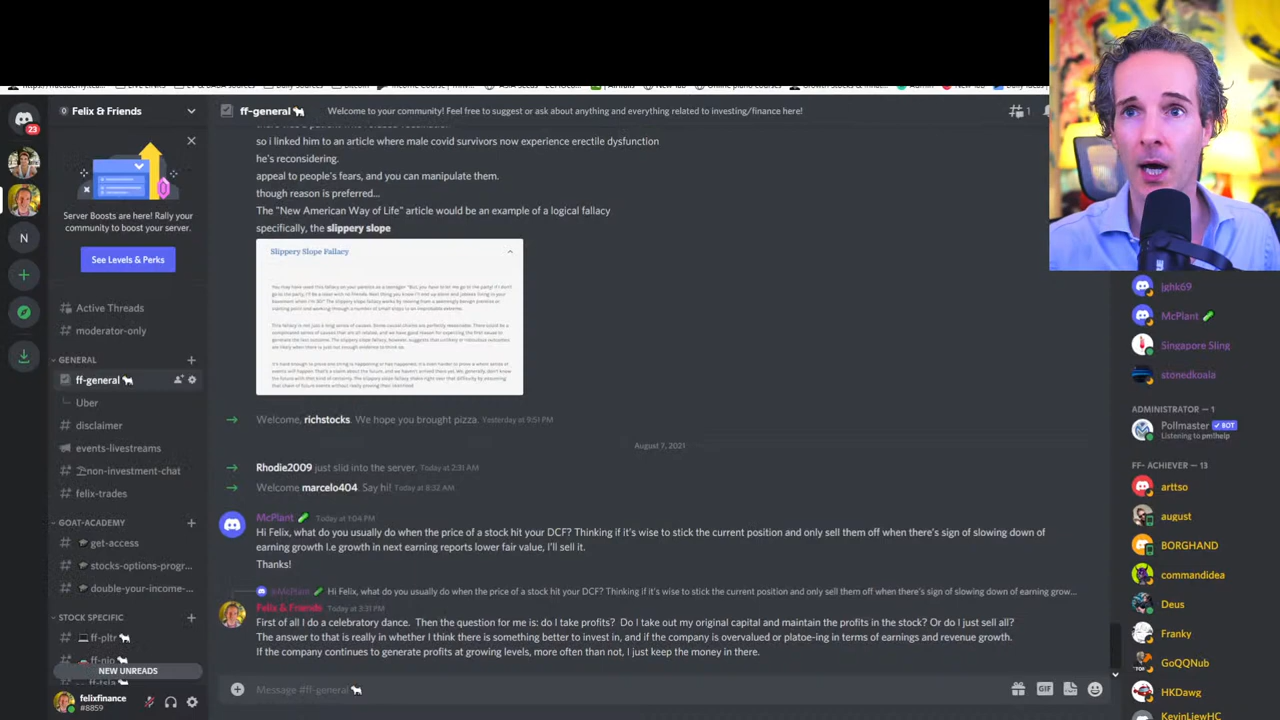 23
Felix & Friends
ff-general
Welcome to your community! Feel free to suggest or ask about anything and everything related to investing/finance here!
1
Server Boosts are here! Rally your
community to boost your server.
See Levels & Perks
N
Active Threads
moderator-only
GENERAL
ff-general
Uber
disclaimer
events-livestreams
non-investment-chat
felix-trades
GOAT-ACADEMY
get-access
stocks-options-progr...
double-your-income-...
STOCK SPECIFIC
ff-pltr
ff-nio
NEW UNREADS
felixfinance
#8859
so i linked him to an article where male covid survivors now experience erectile dysfunction
he's reconsidering.
appeal to people's fears, and you can manipulate them.
though reason is preferred...
The "New American Way of Life" article would be an example of a logical fallacy
specifically, the slippery slope
Slippery Slope Fallacy
Welcome, richstocks. We hope you brought pizza. Yesterday at 9:51 PM
August 7, 2021
Rhodie2009 just slid into the server. Today at 2:31 AM
Welcome marcelo404. Say hi! Today at 8:32 AM
McPlant Today at 1:04 PM
Hi Felix, what do you usually do when the price of a stock hit your DCF? Thinking if it's wise to stick the current position and only sell them off when there's sign of slowing down of
earning growth I.e growth in next earning reports lower fair value, I'll sell it.
Thanks!
@McPlant Hi Felix, what do you usually do when the price of a stock hit your DCF? Thinking if it's wise to stick the current position and only sell them off when there's sign of slowing down of earning grow...
Felix & Friends Today at 3:31 PM
First of all I do a celebratory dance. Then the question for me is: do I take profits? Do I take out my original capital and maintain the profits in the stock? Or do I just sell all?
The answer to that is really in whether I think there is something better to invest in, and if the company is overvalued or platoe-ing in terms of earnings and revenue growth.
If the company continues to generate profits at growing levels, more often than not, I just keep the money in there.
Message #ff-general
GIF
jghk69
McPlant
Singapore Sling
stonedkoala
ADMINISTRATOR — 1
Pollmaster BOT
Listening to pm!help
FF- ACHIEVER — 13
arttso
august
BORGHAND
commandidea
Deus
Franky
GoQQNub
HKDawg
KevinLiewHC